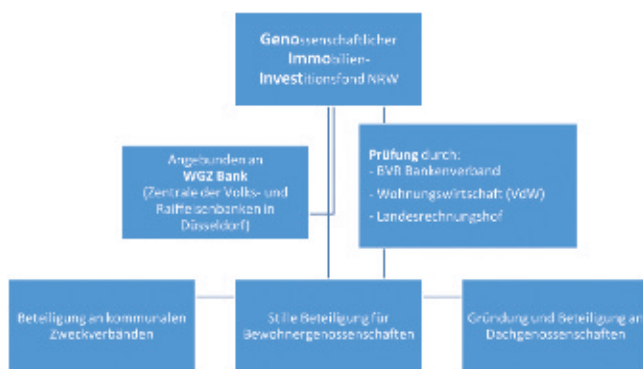 Genossenschaftlicher
Immobilien-
Investitionsfond NRW
Angebunden an
WGZ Bank
(Zentrale der Volks- und
Raiffeisenbanken in
Düsseldorf)
Prüfung durch:
- BVR Bankenverband
- Wohnungswirtschaft (VdW)
- Landesrechnungshof
Beteiligung an kommunalen
Zweckverbänden
Stille Beteiligung für
Bewohnergenossenschaften
Gründung und Beteiligung an
Dachgenossenschaften